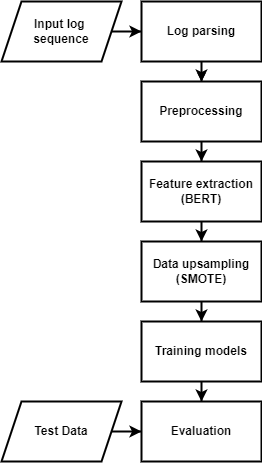 Input log
sequence
Log parsing
Preprocessing
Feature extraction
(BERT)
Data upsampling
(SMOTE)
Training models
Test Data
Evaluation